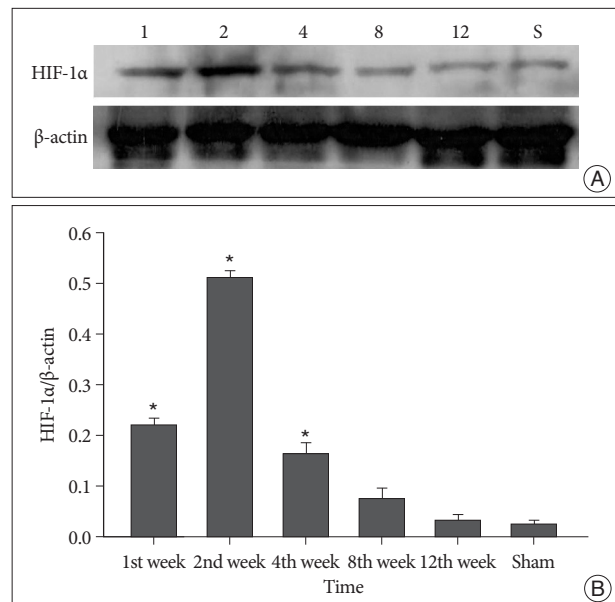 1 2 4 8 12 S
HIF-1α
β-actin
A
0.6
*
0.5
0.4
HIF-1α/β-actin
0.3
*
0.2
*
0.1
0.0
1st week 2nd week 4th week 8th week 12th week Sham
Time
B